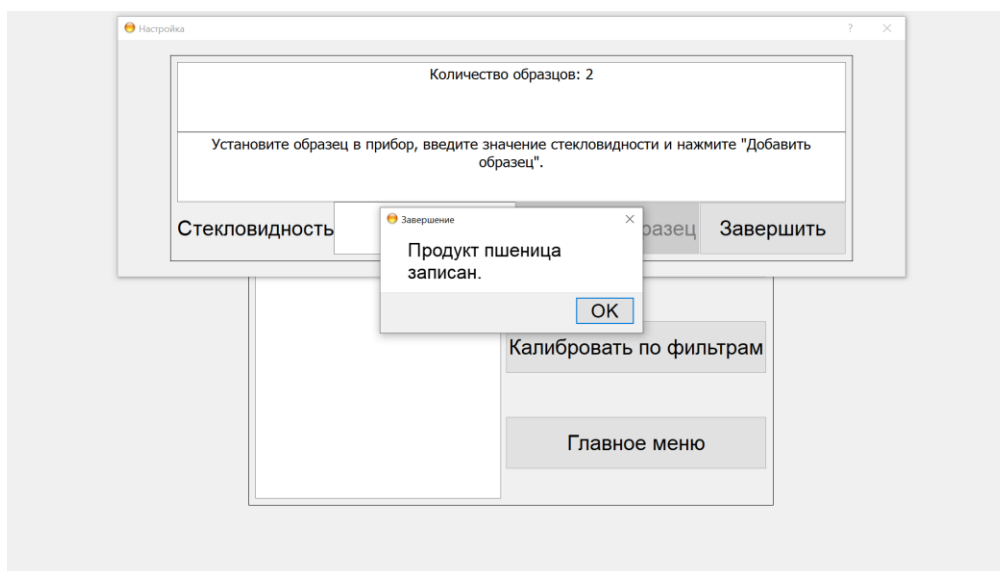 Настройка
?
Количество образцов: 2
Установите образец в прибор, введите значение стекловидности и нажмите "Добавить
образец".
Стекловидность
разец
Завершить
Завершение
Продукт пшеница
записан.
OK
Калибровать по фильтрам
Главное меню